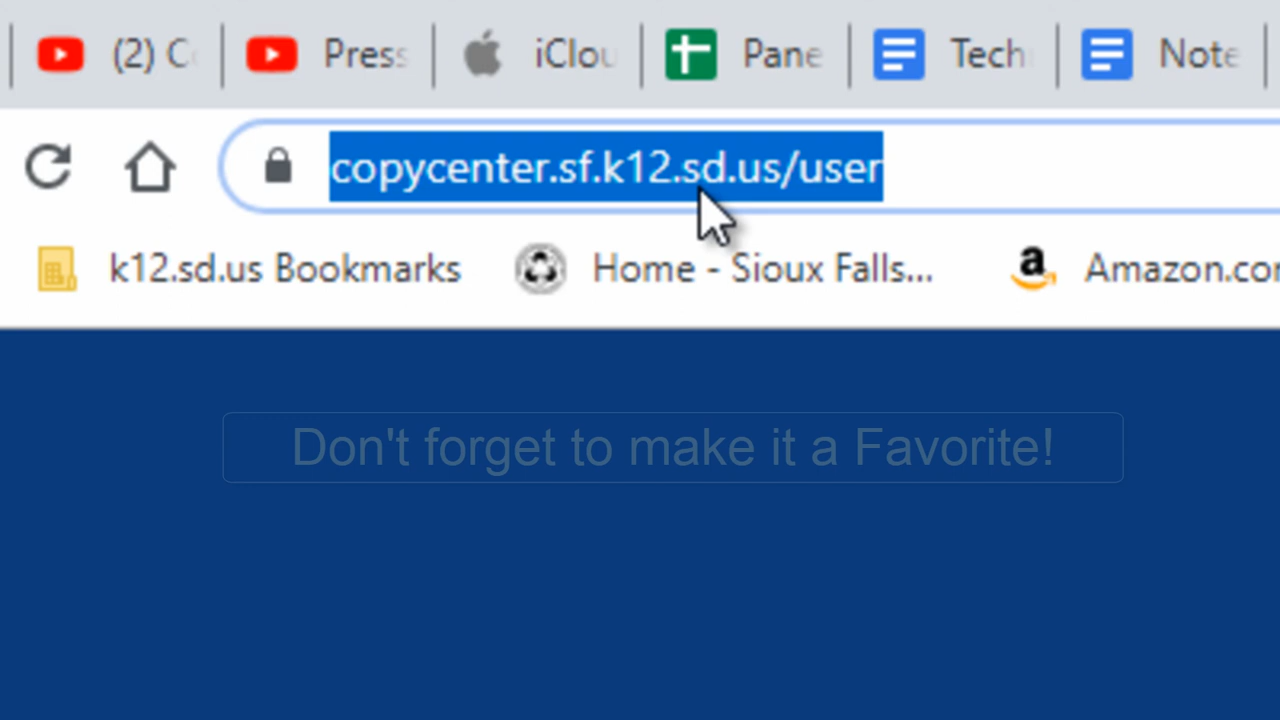 (2) C
Press
iClou
Pane
Tech
Note
copycenter.sf.k12.sd.us/user
k12.sd.us Bookmarks
Home - Sioux Falls...
Amazon.co
Don't forget to make it a Favorite!